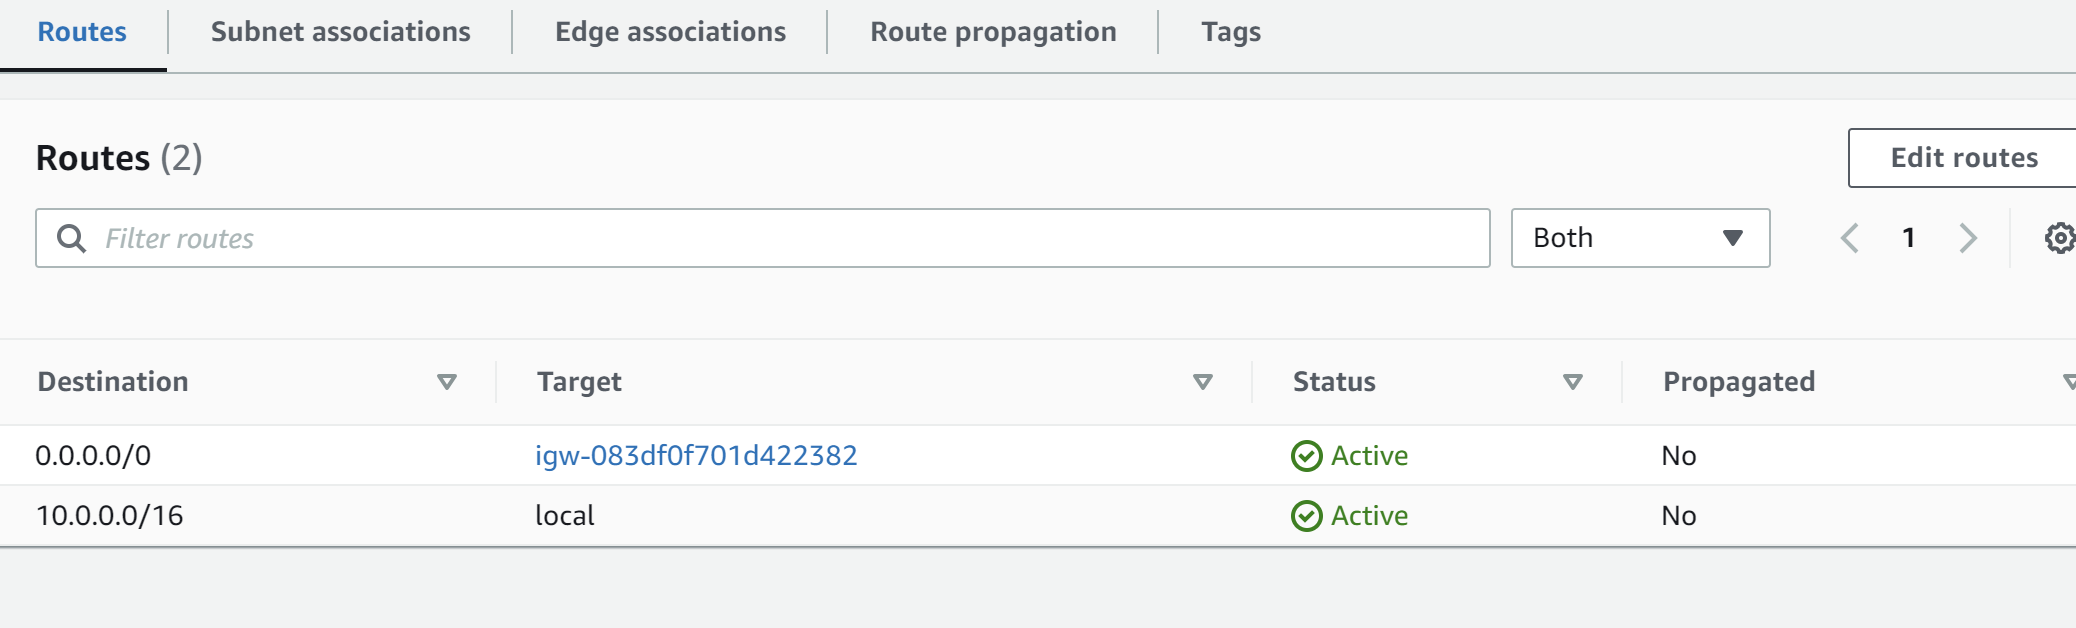 Routes Subnet associations Edge associations Route propagation Tags
Routes (2)
Edit routes
Filter routes Both 1
Destination Target Status Propagated
0.0.0.0/0 igw-083df0f701d422382 Active No
10.0.0.0/16 local Active No